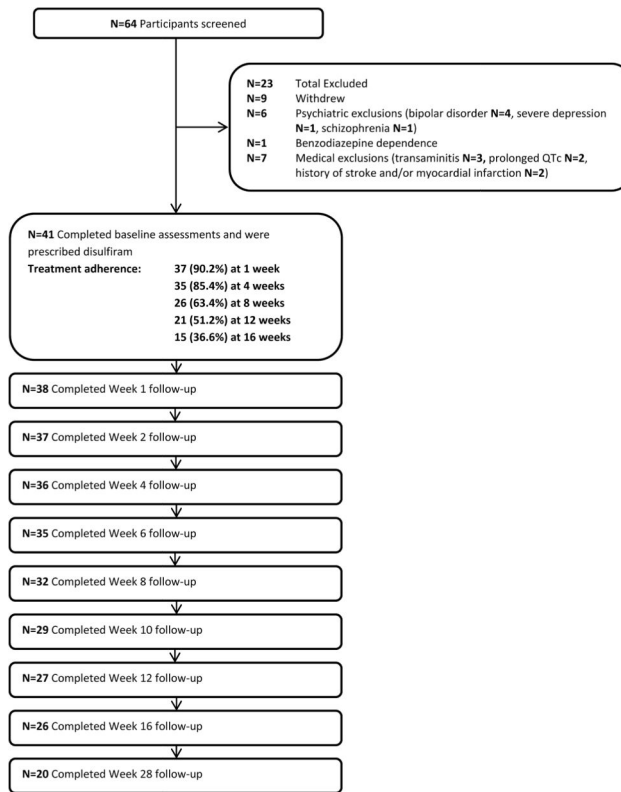 N=64 Participants screened
N=23 Total Excluded
N=9 Withdrew
N=6 Psychiatric exclusions (bipolar disorder N=4, severe depression
N=1, schizophrenia N=1)
N=1 Benzodiazepine dependence
N=7 Medical exclusions (transaminitis N=3, prolonged QTc N=2,
history of stroke and/or myocardial infarction N=2)
N=41 Completed baseline assessments and were
prescribed disulfiram
Treatment adherence: 37 (90.2%) at 1 week
35 (85.4%) at 4 weeks
26 (63.4%) at 8 weeks
21 (51.2%) at 12 weeks
15 (36.6%) at 16 weeks
N=38 Completed Week 1 follow-up
N=37 Completed Week 2 follow-up
N=36 Completed Week 4 follow-up
N=35 Completed Week 6 follow-up
N=32 Completed Week 8 follow-up
N=29 Completed Week 10 follow-up
N=27 Completed Week 12 follow-up
N=26 Completed Week 16 follow-up
N=20 Completed Week 28 follow-up